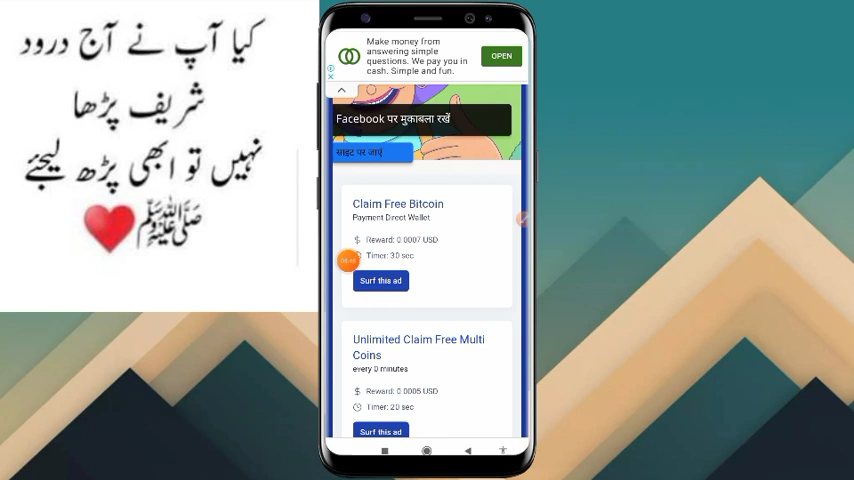 کیا آپ نے آج درود
شریف پڑھا
نہیں تو ابھی پڑھ لیجئے
ﷺ
Make money from
answering simple
questions. We pay you in
cash. Simple and fun.
OPEN
Facebook पर मुकाबला रखें
साइट पर जाएं
Claim Free Bitcoin
Payment Direct Wallet
Reward: 0.0007 USD
Timer: 30 sec
Surf this ad
Unlimited Claim Free Multi
Coins
every 0 minutes
Reward: 0.0005 USD
Timer: 20 sec
Surf this ad